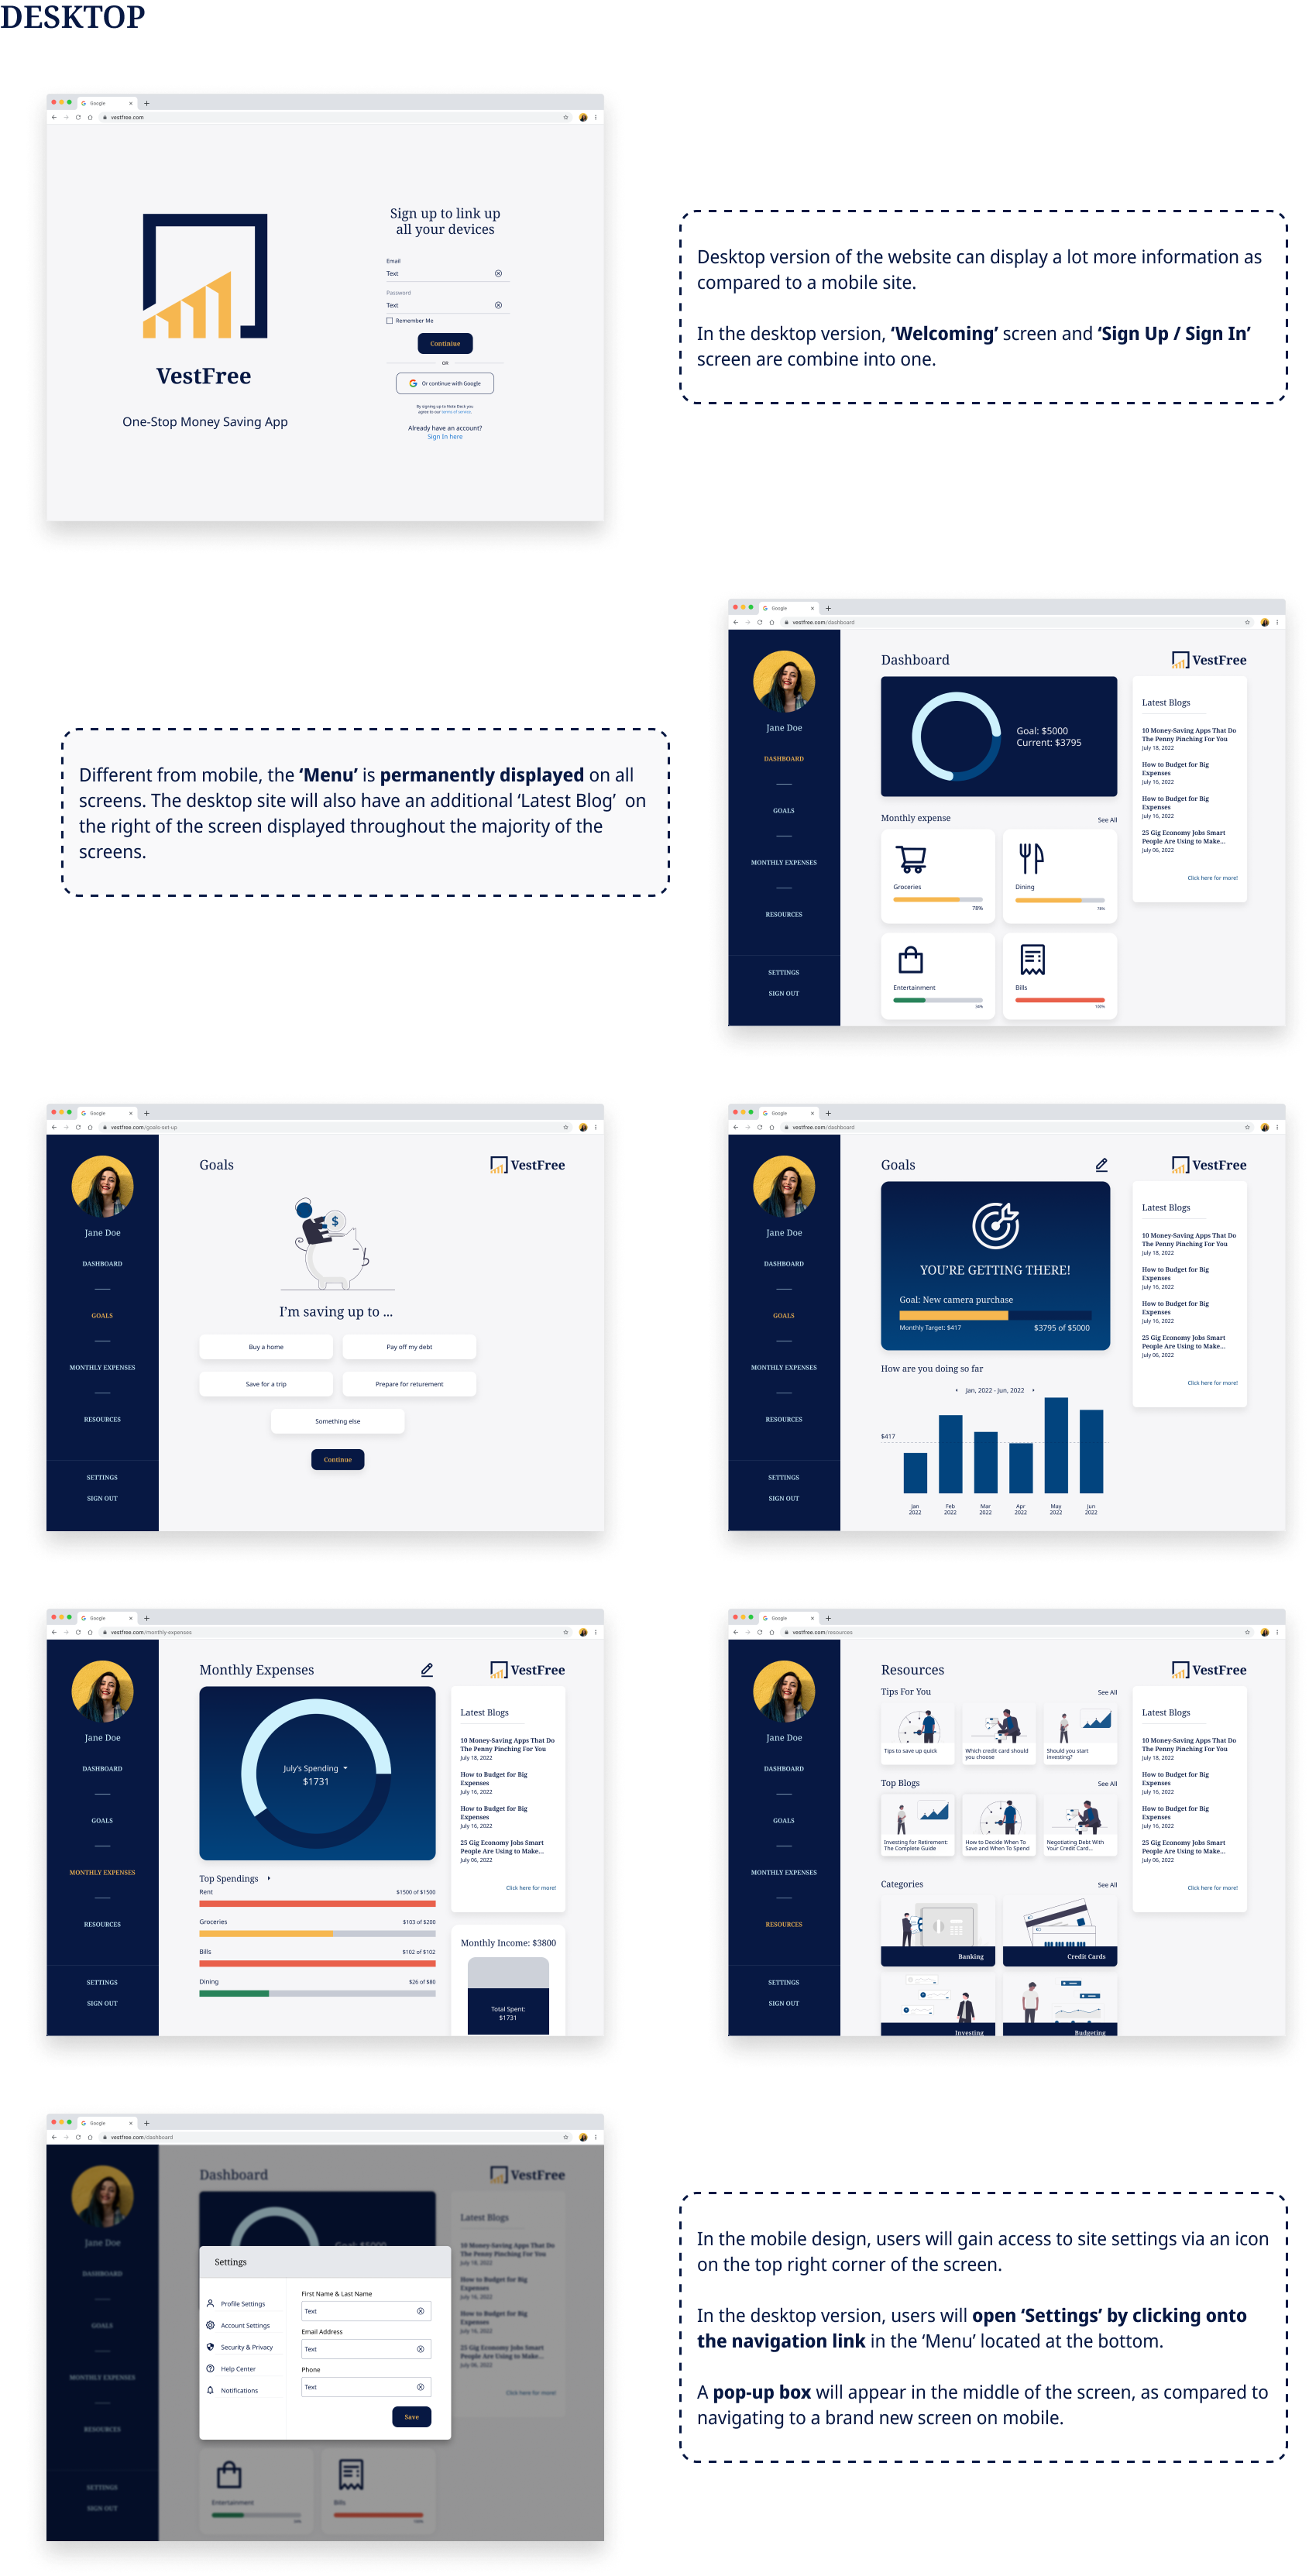 DESKTOP
Google
vestfree.com
VestFree
One-Stop Money Saving App
Sign up to link up
all your devices
Email
Text
Password
Text
Remember Me
Continiue
OR
Or continue with Google
By signing up to Note Deck you
agree to our terms of service.
Already have an account?
Sign In here
Desktop version of the website can display a lot more information as
compared to a mobile site.
In the desktop version, ‘Welcoming’ screen and ‘Sign Up / Sign In’
screen are combine into one.
Different from mobile, the ‘Menu’ is permanently displayed on all
screens. The desktop site will also have an additional ‘Latest Blog’ on
the right of the screen displayed throughout the majority of the
screens.
Google
vestfree.com/dashboard
Jane Doe
DASHBOARD
GOALS
MONTHLY EXPENSES
RESOURCES
SETTINGS
SIGN OUT
Dashboard
VestFree
Goal: $5000
Current: $3795
Monthly expense
See All
Groceries
78%
Dining
78%
Entertainment
34%
Bills
100%
Latest Blogs
10 Money-Saving Apps That Do
The Penny Pinching For You
July 18, 2022
How to Budget for Big
Expenses
July 16, 2022
How to Budget for Big
Expenses
July 16, 2022
25 Gig Economy Jobs Smart
People Are Using to Make...
July 06, 2022
Click here for more!
Google
vestfree.com/goals-set-up
Jane Doe
DASHBOARD
GOALS
MONTHLY EXPENSES
RESOURCES
SETTINGS
SIGN OUT
Goals
VestFree
$
I’m saving up to ...
Buy a home
Pay off my debt
Save for a trip
Prepare for returement
Something else
Continue
Google
vestfree.com/dashboard
Jane Doe
DASHBOARD
GOALS
MONTHLY EXPENSES
RESOURCES
SETTINGS
SIGN OUT
Goals
VestFree
YOU’RE GETTING THERE!
Goal: New camera purchase
Monthly Target: $417
$3795 of $5000
How are you doing so far
Jan, 2022 - Jun, 2022
$417
Jan
2022
Feb
2022
Mar
2022
Apr
2022
May
2022
Jun
2022
Latest Blogs
10 Money-Saving Apps That Do
The Penny Pinching For You
July 18, 2022
How to Budget for Big
Expenses
July 16, 2022
How to Budget for Big
Expenses
July 16, 2022
25 Gig Economy Jobs Smart
People Are Using to Make...
July 06, 2022
Click here for more!
Google
vestfree.com/monthly-expenses
Jane Doe
DASHBOARD
GOALS
MONTHLY EXPENSES
RESOURCES
SETTINGS
SIGN OUT
Monthly Expenses
VestFree
July’s Spending
$1731
Top Spendings
Rent
$1500 of $1500
Groceries
$103 of $200
Bills
$102 of $102
Dining
$26 of $80
Latest Blogs
10 Money-Saving Apps That Do
The Penny Pinching For You
July 18, 2022
How to Budget for Big
Expenses
July 16, 2022
How to Budget for Big
Expenses
July 16, 2022
25 Gig Economy Jobs Smart
People Are Using to Make...
July 06, 2022
Click here for more!
Monthly Income: $3800
Total Spent:
$1731
Google
vestfree.com/resources
Jane Doe
DASHBOARD
GOALS
MONTHLY EXPENSES
RESOURCES
SETTINGS
SIGN OUT
Resources
VestFree
Tips For You
See All
Tips to save up quick
Which credit card should
you choose
Should you start
investing?
Top Blogs
See All
Investing for Retirement:
The Complete Guide
How to Decide When To
Save and When To Spend
Negotiating Debt With
Your Credit Card...
Categories
See All
Banking
Credit Cards
Investing
Budgeting
Latest Blogs
10 Money-Saving Apps That Do
The Penny Pinching For You
July 18, 2022
How to Budget for Big
Expenses
July 16, 2022
How to Budget for Big
Expenses
July 16, 2022
25 Gig Economy Jobs Smart
People Are Using to Make...
July 06, 2022
Click here for more!
Google
vestfree.com/dashboard
Jane Doe
DASHBOARD
GOALS
MONTHLY EXPENSES
RESOURCES
SETTINGS
SIGN OUT
Dashboard
VestFree
Goal: $5000
Settings
Profile Settings
Account Settings
Security & Privacy
Help Center
Notifications
First Name & Last Name
Text
Email Address
Text
Phone
Text
Save
Latest Blogs
10 Money-Saving Apps That Do
The Penny Pinching For You
July 18, 2022
How to Budget for Big
Expenses
July 16, 2022
How to Budget for Big
Expenses
July 16, 2022
25 Gig Economy Jobs Smart
People Are Using to Make...
July 06, 2022
Click here for more!
Entertainment
Bills
In the mobile design, users will gain access to site settings via an icon
on the top right corner of the screen.
In the desktop version, users will open ‘Settings’ by clicking onto
the navigation link in the ‘Menu’ located at the bottom.
A pop-up box will appear in the middle of the screen, as compared to
navigating to a brand new screen on mobile.